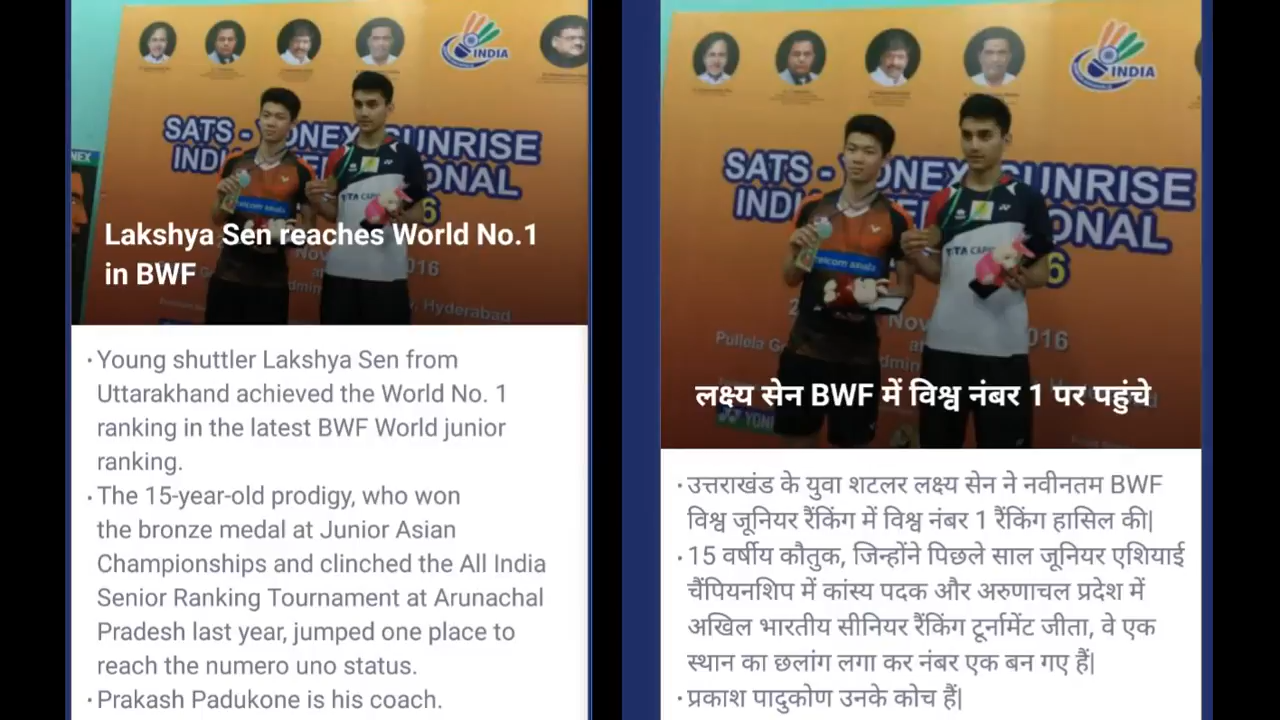 INDIA
YONEX
SATS - YONEX SUNRISE
2016
Hyderabad
Lakshya Sen reaches World No.1
in BWF
· Young shuttler Lakshya Sen from
Uttarakhand achieved the World No. 1
ranking in the latest BWF World junior
ranking.
· The 15-year-old prodigy, who won
the bronze medal at Junior Asian
Championships and clinched the All India
Senior Ranking Tournament at Arunachal
Pradesh last year, jumped one place to
reach the numero uno status.
· Prakash Padukone is his coach.
INDIA
SATS - YONEX SUNRISE
Pullela
लक्ष्य सेन BWF में विश्व नंबर 1 पर पहुंचे
· उत्तराखंड के युवा शटलर लक्ष्य सेन ने नवीनतम BWF
विश्व जूनियर रैंकिंग में विश्व नंबर 1 रैंकिंग हासिल की|
· 15 वर्षीय कौतुक, जिन्होंने पिछले साल जूनियर एशियाई
चैंपियनशिप में कांस्य पदक और अरुणाचल प्रदेश में
अखिल भारतीय सीनियर रैंकिंग टूर्नामेंट जीता, वे एक
स्थान का छलांग लगा कर नंबर एक बन गए हैं|
· प्रकाश पादुकोण उनके कोच हैं|